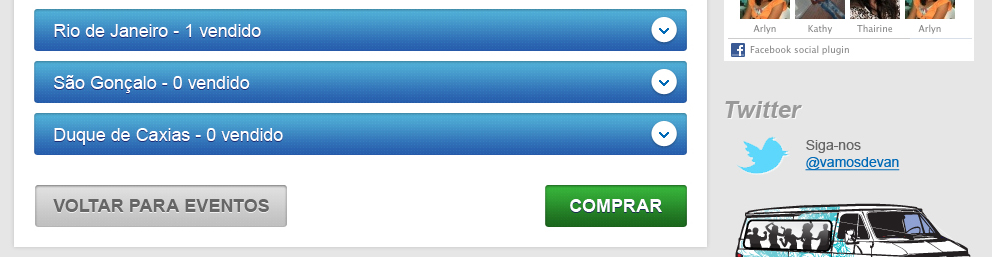 Rio de Janeiro - 1 vendido
São Gonçalo - 0 vendido
Duque de Caxias - 0 vendido
VOLTAR PARA EVENTOS
COMPRAR
Arlyn Kathy Thairine Arlyn
Facebook social plugin
Twitter
Siga-nos
@vamosdevan